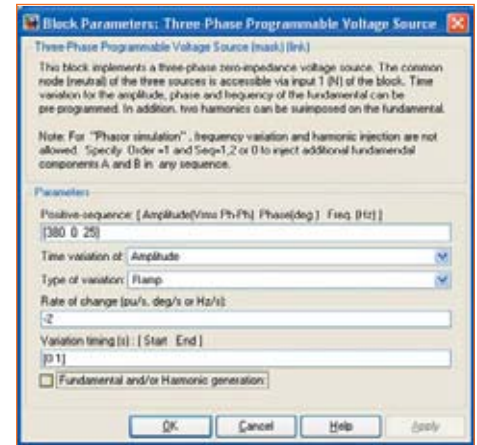 Block Parameters: Three-Phase Programmable Voltage Source
Three-Phase Programmable Voltage Source (mask) (link)
This block implements a three-phase zero-impedance voltage source. The common
node (neutral) of the three sources is accessible via input 1 (N) of the block. Time
variation for the amplitude, phase and frequency of the fundamental can be
pre-programmed. In addition, two harmonics can be surimposed on the fundamental.
Note: For "Phasor simulation", frequency variation and harmonic injection are not
allowed. Specify Order =1 and Seq=1,2 or 0 to inject additional fundamendal
components A and B in any sequence.
Parameters
Positive-sequence: [ Amplitude(Vrms Ph-Ph) Phase(deg.) Freq. (Hz) ]
[380 0 25]
Time variation of: Amplitude
Type of variation: Ramp
Rate of change (pu/s, deg/s or Hz/s):
-2
Variation timing(s) : [ Start End ]
[0 1]
Fundamental and/or Harmonic generation:
OK Cancel Help Apply